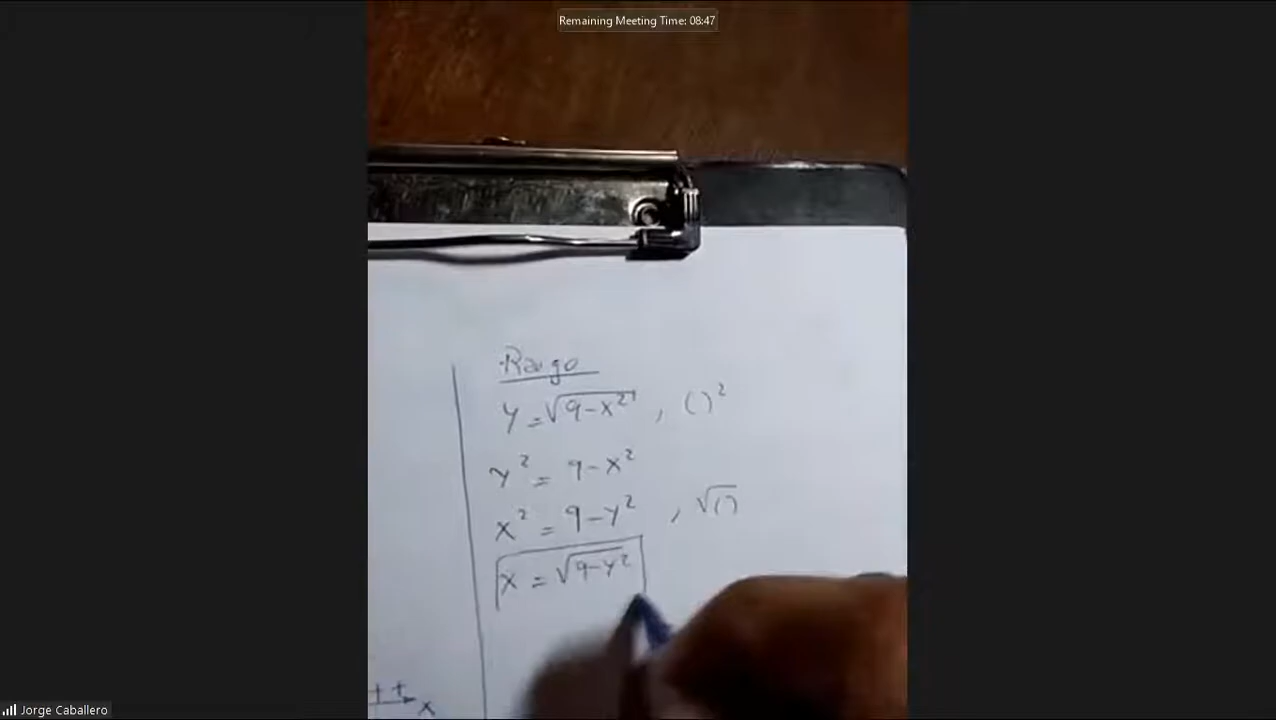 Remaining Meeting Time: 08:47
Rango
y = √(9-x²) , ( )²
y² = 9-x²
x² = 9-y² , √( )
x = √(9-y²)
+ +
x
Jorge Caballero